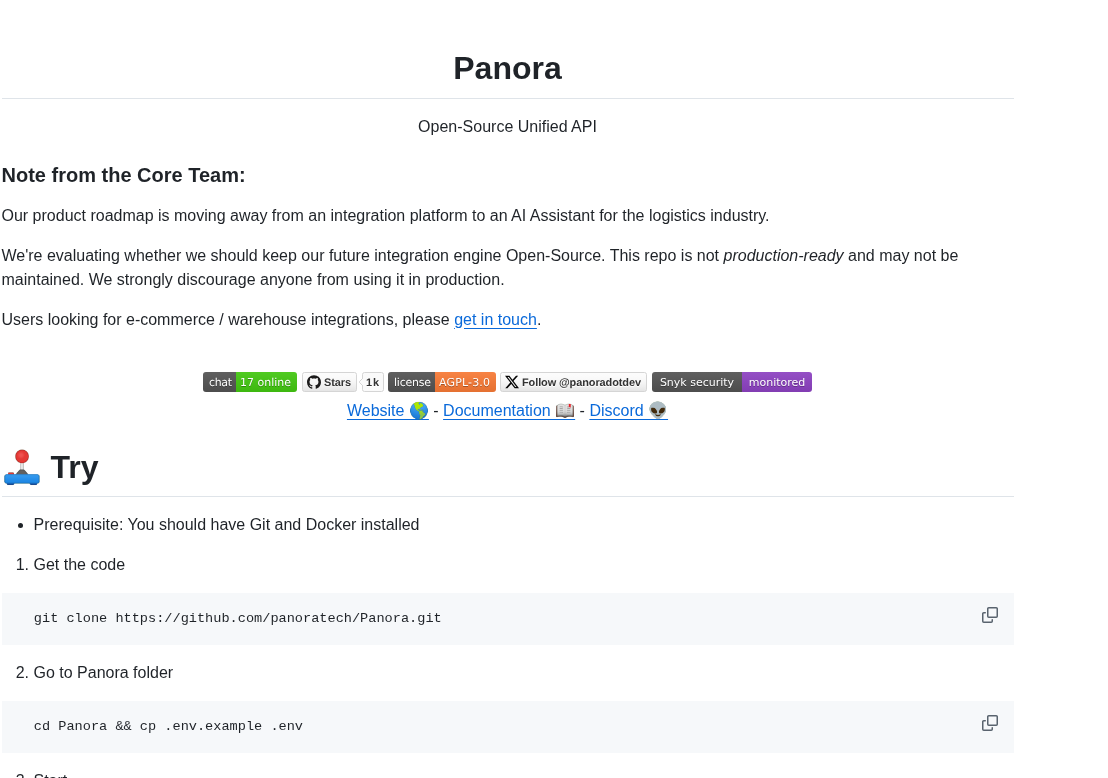 Panora
Open-Source Unified API
Note from the Core Team:
Our product roadmap is moving away from an integration platform to an AI Assistant for the logistics industry.
We're evaluating whether we should keep our future integration engine Open-Source. This repo is not production-ready and may not be
maintained. We strongly discourage anyone from using it in production.
Users looking for e-commerce / warehouse integrations, please get in touch.
chat 17 online Stars 1k license AGPL-3.0 Follow @panoradotdev Snyk security monitored
Website 🌎 - Documentation 📖 - Discord 👽
🕹️ Try
• Prerequisite: You should have Git and Docker installed
1. Get the code
git clone https://github.com/panoratech/Panora.git
2. Go to Panora folder
cd Panora && cp .env.example .env
3. Start